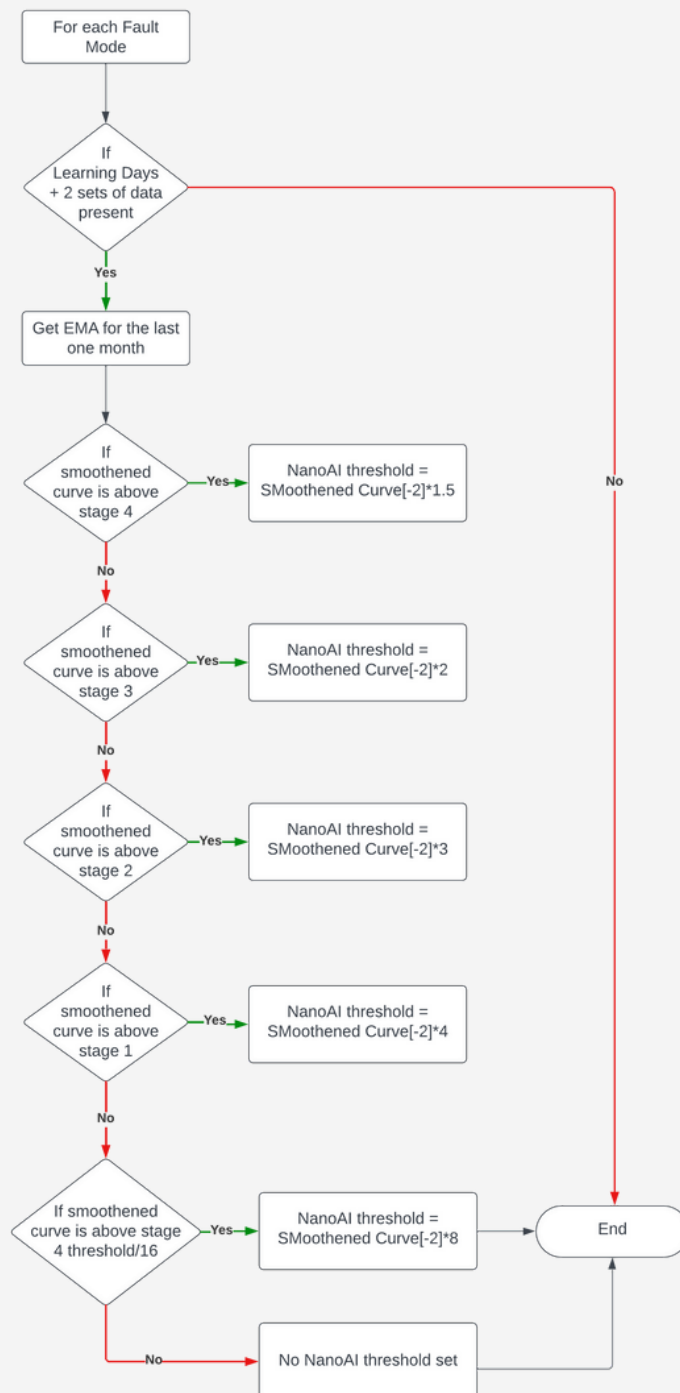 For each Fault
Mode
If
Learning Days
+ 2 sets of data
present
Yes
Get EMA for the last
one month
If
smoothened
curve is above
stage 4
Yes
NanoAI threshold =
SMoothened Curve[-2]*1.5
No
No
If
smoothened
curve is above
stage 3
Yes
NanoAI threshold =
SMoothened Curve[-2]*2
No
If
smoothened
curve is above
stage 2
Yes
NanoAI threshold =
SMoothened Curve[-2]*3
No
If
smoothened
curve is above
stage 1
Yes
NanoAI threshold =
SMoothened Curve[-2]*4
No
If smoothened
curve is above stage
4 threshold/16
Yes
NanoAI threshold =
SMoothened Curve[-2]*8
End
No
No NanoAI threshold set